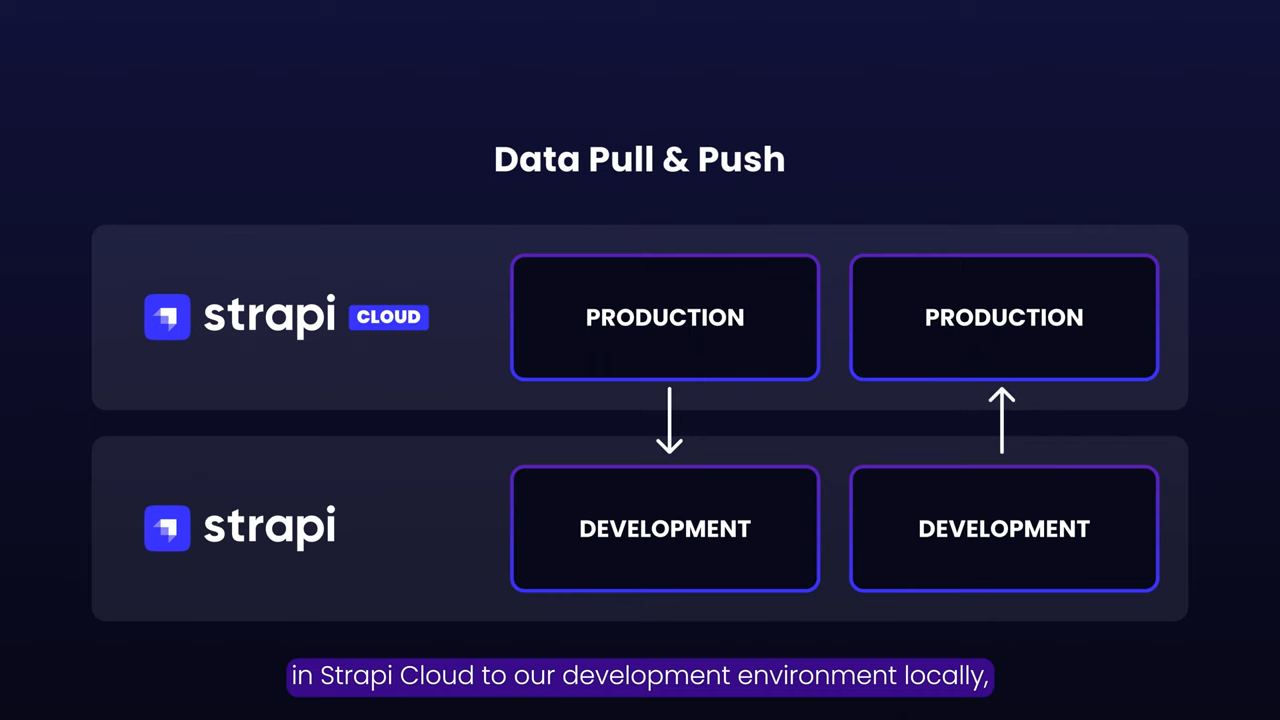 Data Pull & Push
strapi CLOUD
PRODUCTION
PRODUCTION
strapi
DEVELOPMENT
DEVELOPMENT
in Strapi Cloud to our development environment locally,